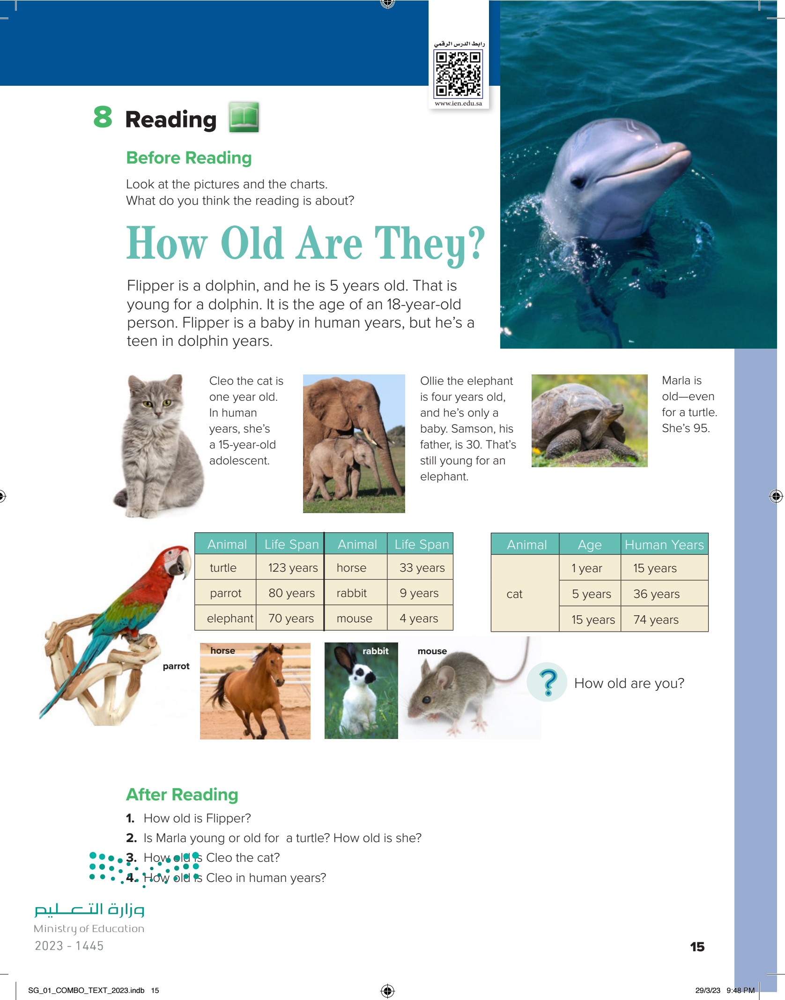 رابط الدرس الرقمي
www.ien.edu.sa
8 Reading
Before Reading
Look at the pictures and the charts.
What do you think the reading is about?
How Old Are They?
Flipper is a dolphin, and he is 5 years old. That is
young for a dolphin. It is the age of an 18-year-old
person. Flipper is a baby in human years, but he's a
teen in dolphin years.
Cleo the cat is
one year old.
In human
years, she's
a 15-year-old
adolescent.
Ollie the elephant
is four years old,
and he's only a
baby. Samson, his
father, is 30. That's
still young for an
elephant.
Marla is
old—even
for a turtle.
She's 95.
Animal Life Span Animal Life Span
turtle 123 years horse 33 years
parrot 80 years rabbit 9 years
elephant 70 years mouse 4 years
Animal Age Human Years
1 year 15 years
cat 5 years 36 years
15 years 74 years
parrot
horse
rabbit
mouse
? How old are you?
After Reading
1. How old is Flipper?
2. Is Marla young or old for a turtle? How old is she?
3. How old is Cleo the cat?
4. How old is Cleo in human years?
وزارة التعليم
Ministry of Education
2023 - 1445
15
SG_01_COMBO_TEXT_2023.indb 15
29/3/23 9:48 PM